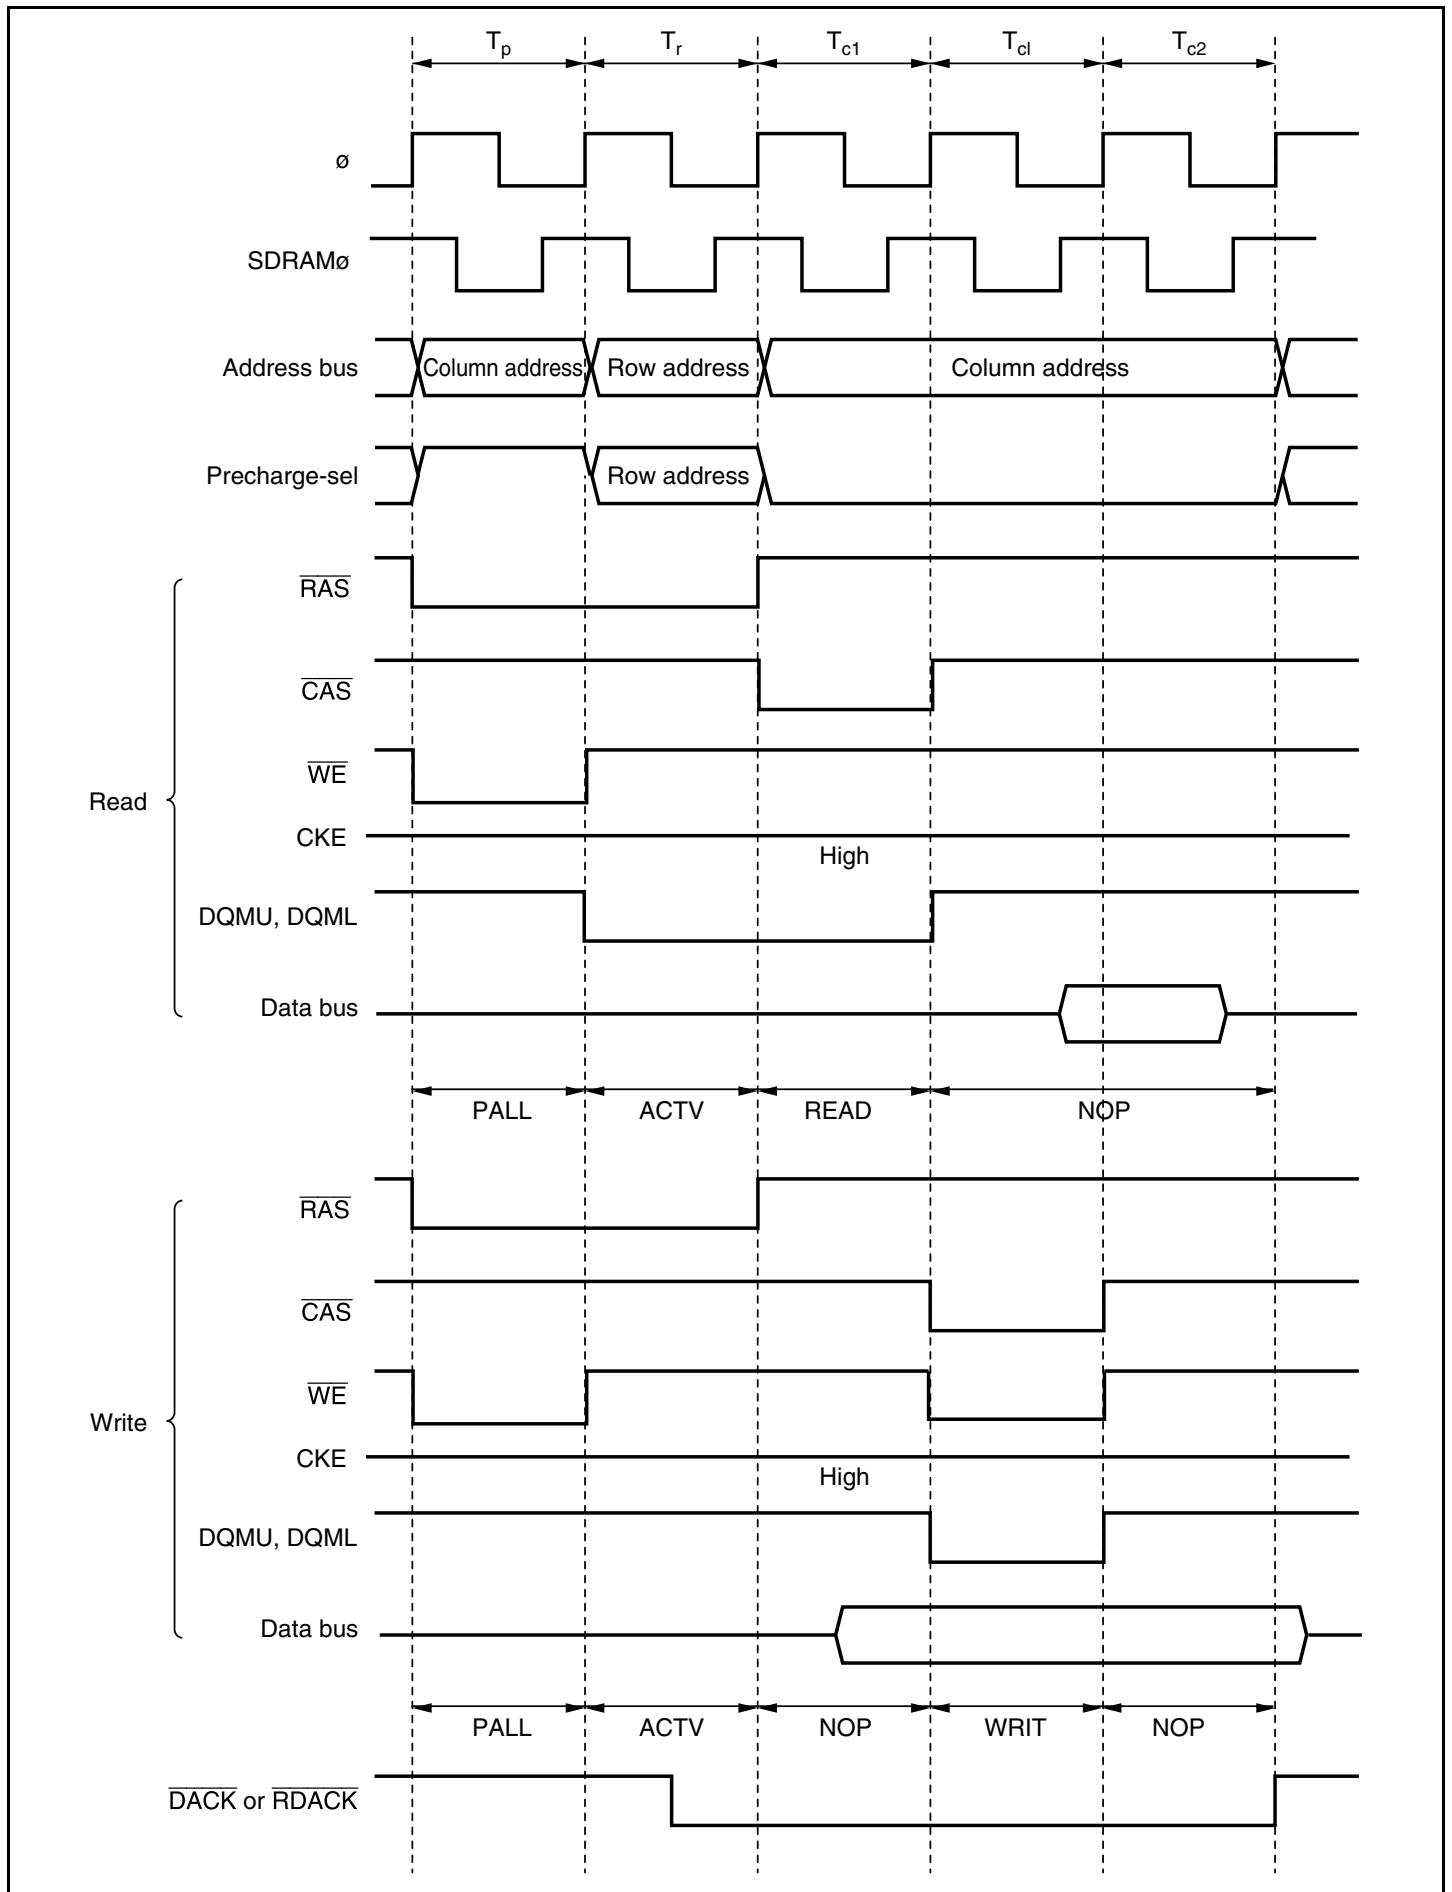 Tp Tr Tc1 Tcl Tc2
ø
SDRAMø
Address bus Column address Row address Column address
Precharge-sel Row address
RAS
CAS
WE
Read
CKE
High
DQMU, DQML
Data bus
PALL ACTV READ NOP
RAS
CAS
WE
Write
CKE
High
DQMU, DQML
Data bus
PALL ACTV NOP WRIT NOP
DACK or RDACK